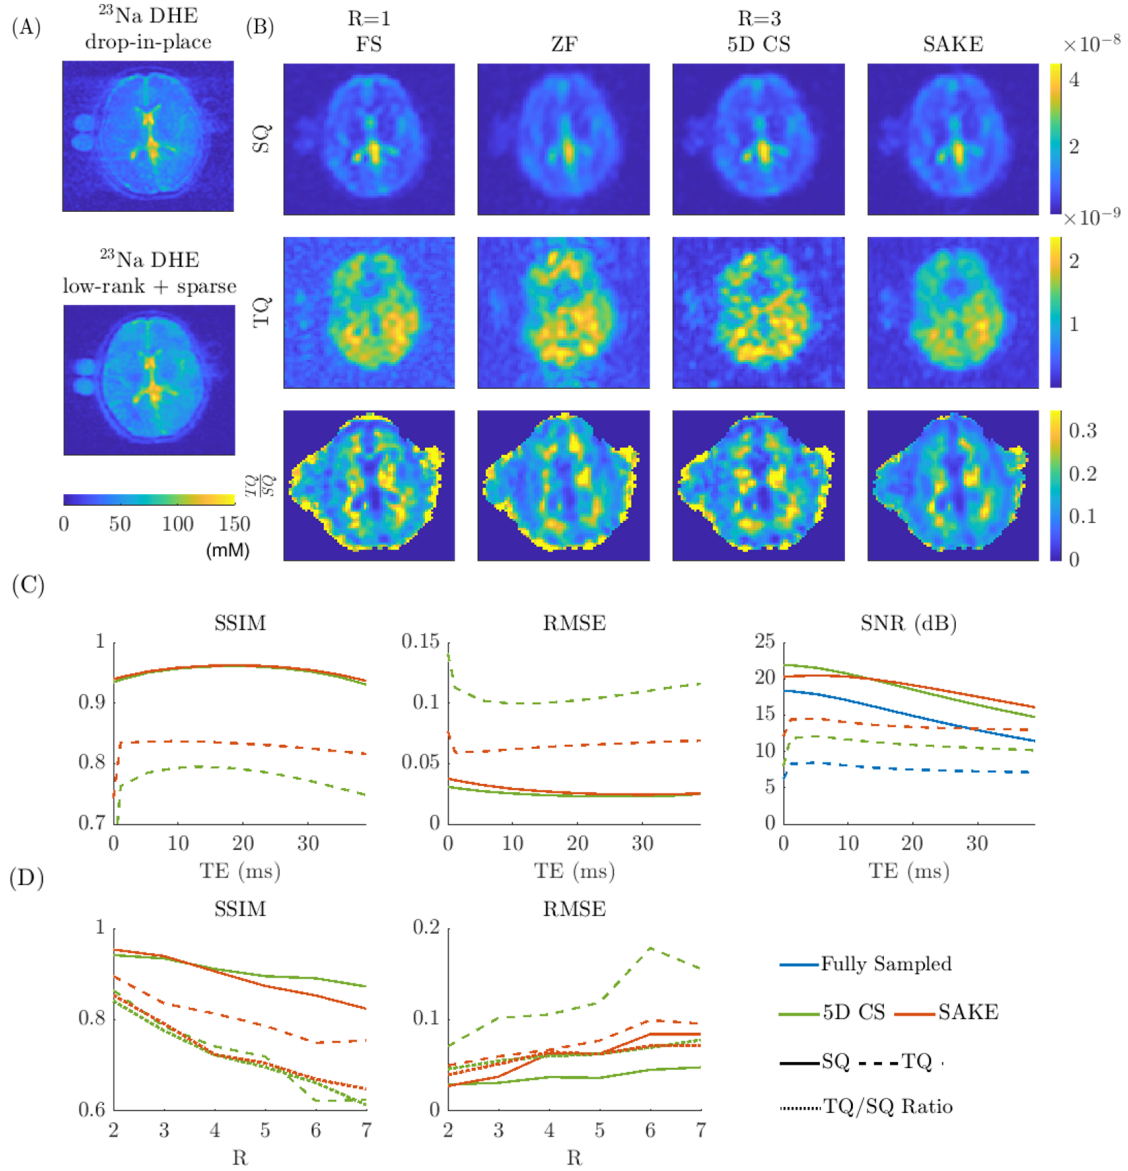 (A)
²³Na DHE
drop-in-place
(B)
R=1
FS
ZF
R=3
5D CS
SAKE
×10⁻⁸
SQ
4
2
×10⁻⁹
²³Na DHE
low-rank + sparse
TQ
2
1
TQ/SQ
0.3
0.2
0.1
0
0 50 100 150
(mM)
(C)
SSIM
1
0.9
0.8
0.7
0 10 20 30
TE (ms)
RMSE
0.15
0.1
0.05
0
0 10 20 30
TE (ms)
SNR (dB)
25
20
15
10
5
0
0 10 20 30
TE (ms)
(D)
SSIM
1
0.8
0.6
2 3 4 5 6 7
R
RMSE
0.2
0.1
0
2 3 4 5 6 7
R
Fully Sampled
5D CS SAKE
SQ TQ
TQ/SQ Ratio